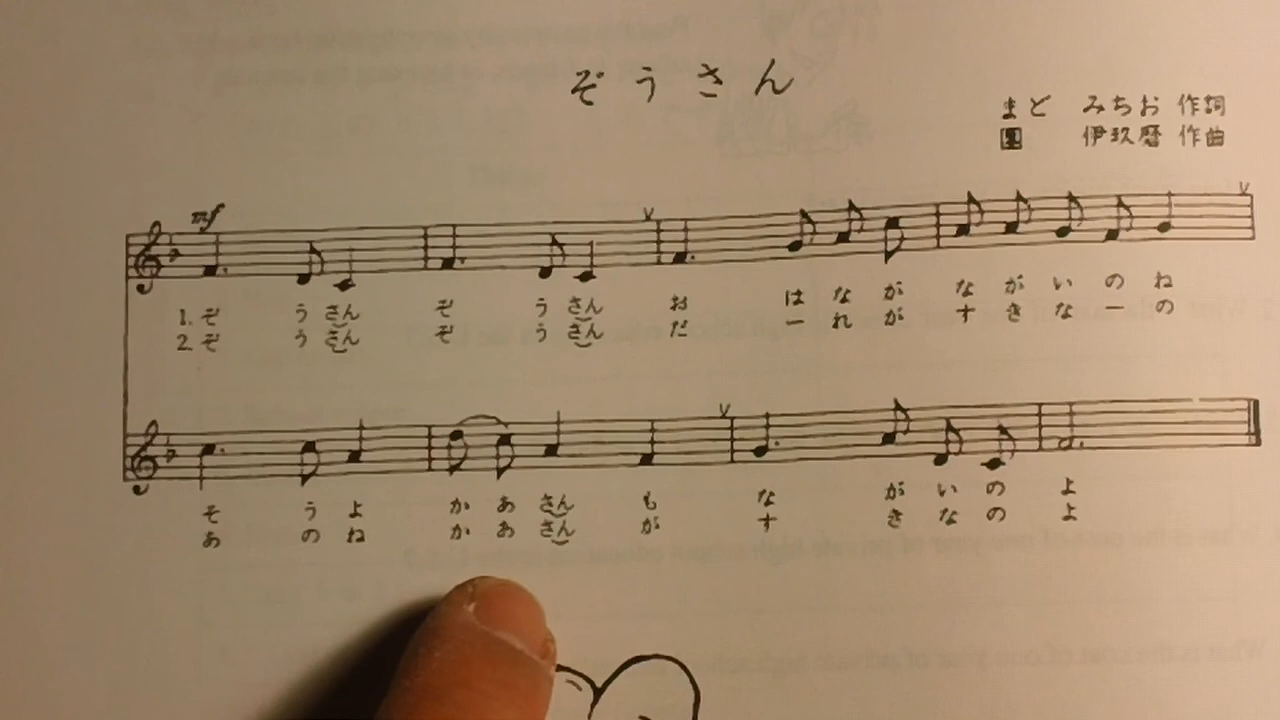 ぞうさん
まど みちお 作詞
團 伊玖磨 作曲
mf
1. ぞ う さん ぞ う さん お は な が な が い の ね
2. ぞ う さん ぞ う さん だ ー れ が す き な ー の
そ う よ か あ さん も な が い の よ
あ の ね か あ さん が す き な の よ